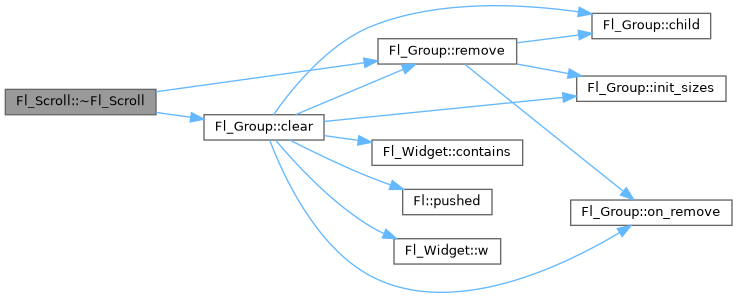 Fl_Scroll::~Fl_Scroll
Fl_Group::clear
Fl_Group::remove
Fl_Widget::contains
Fl::pushed
Fl_Widget::w
Fl_Group::child
Fl_Group::init_sizes
Fl_Group::on_remove